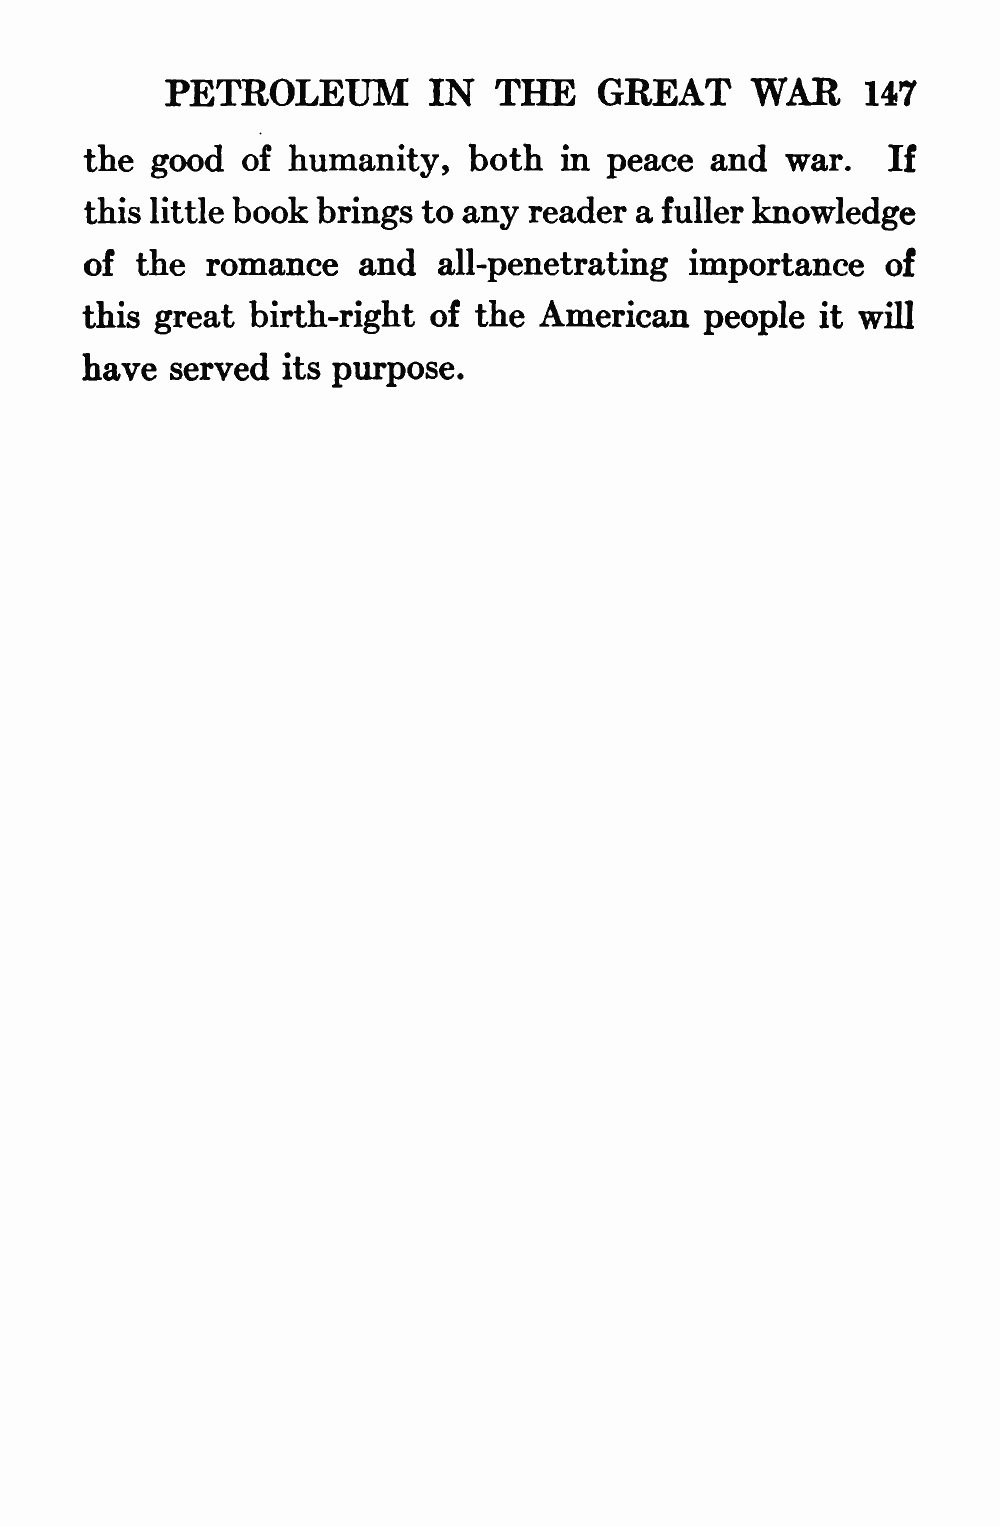 PETROLEUM IN THE GREAT WAR 147
the good of humanity, both in peace and war. If
this little book brings to any reader a fuller knowledge
of the romance and all-penetrating importance of
this great birth-right of the American people it will
have served its purpose.